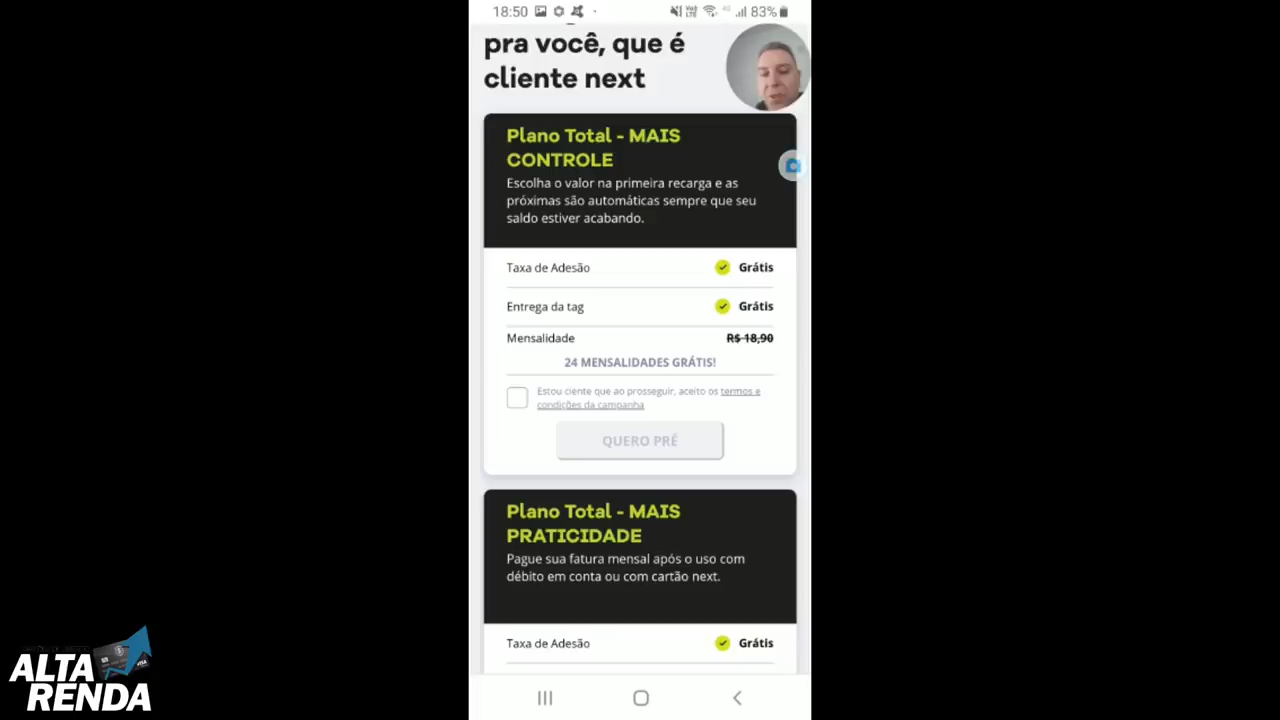 18:50
4G
83%
pra você, que é
cliente next
Plano Total - MAIS
CONTROLE
Escolha o valor na primeira recarga e as
próximas são automáticas sempre que seu
saldo estiver acabando.
Taxa de Adesão Grátis
Entrega da tag Grátis
Mensalidade R$ 18,90
24 MENSALIDADES GRÁTIS!
Estou ciente que ao prosseguir, aceito os termos e
condições da campanha
QUERO PRÉ
Plano Total - MAIS
PRATICIDADE
Pague sua fatura mensal após o uso com
débito em conta ou com cartão next.
Taxa de Adesão Grátis
ALTA
RENDA
VISA